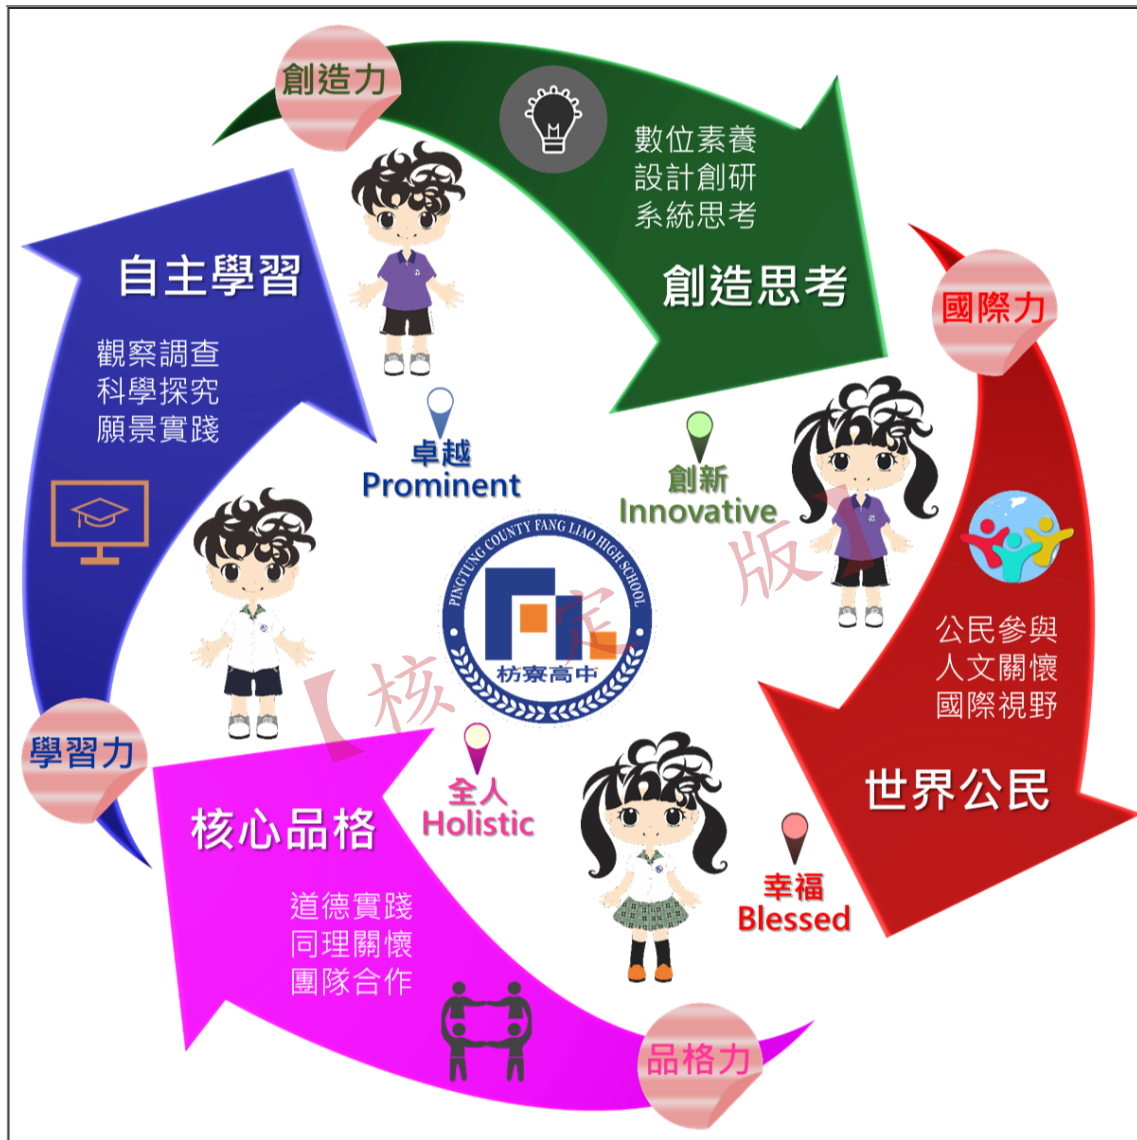 創造力
數位素養
設計創研
系統思考
創造思考
國際力
公民參與
人文關懷
國際視野
世界公民
幸福
Blessed
品格力
核心品格
道德實踐
同理關懷
團隊合作
全人
Holistic
學習力
自主學習
觀察調查
科學探究
願景實踐
卓越
Prominent
創新
Innovative
PINGTUNG COUNTY FANG LIAO HIGH SCHOOL
枋寮高中
【核定版】